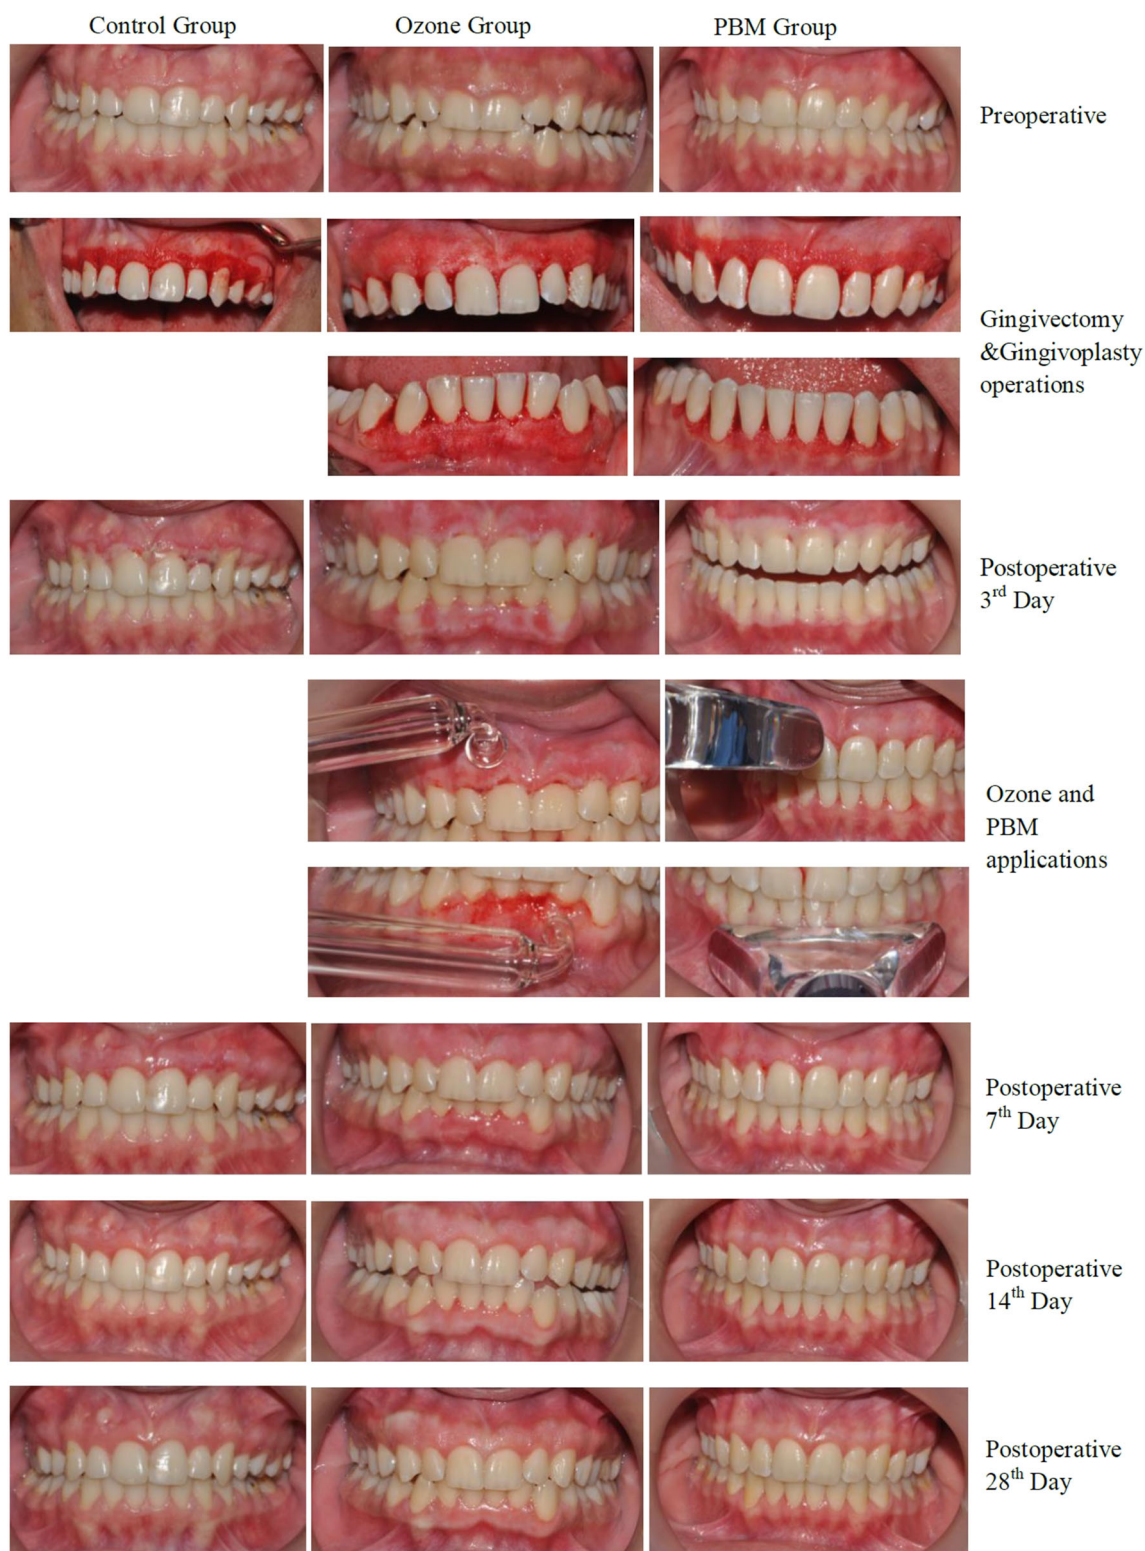 Control Group
Ozone Group
PBM Group
Preoperative
Gingivectomy
&Gingivoplasty
operations
Postoperative
3rd Day
Ozone and
PBM
applications
Postoperative
7th Day
Postoperative
14th Day
Postoperative
28th Day